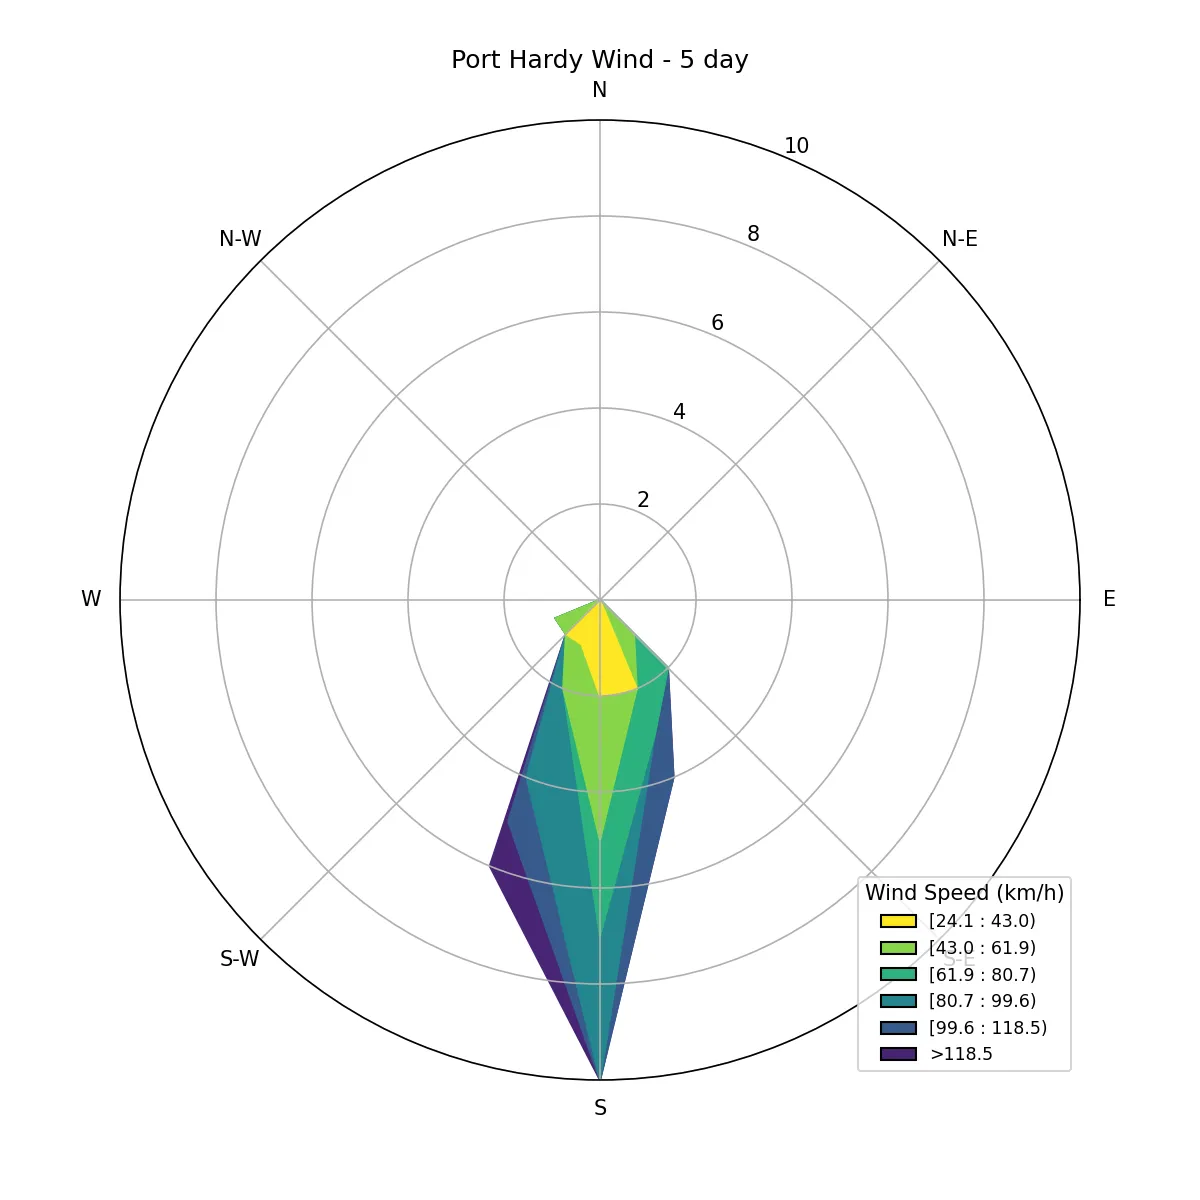 Port Hardy Wind - 5 day
N
10
N-W
8
N-E
6
4
2
W
E
Wind Speed (km/h)
[24.1 : 43.0)
[43.0 : 61.9)
S-W
S-E
[61.9 : 80.7)
[80.7 : 99.6)
[99.6 : 118.5)
>118.5
S